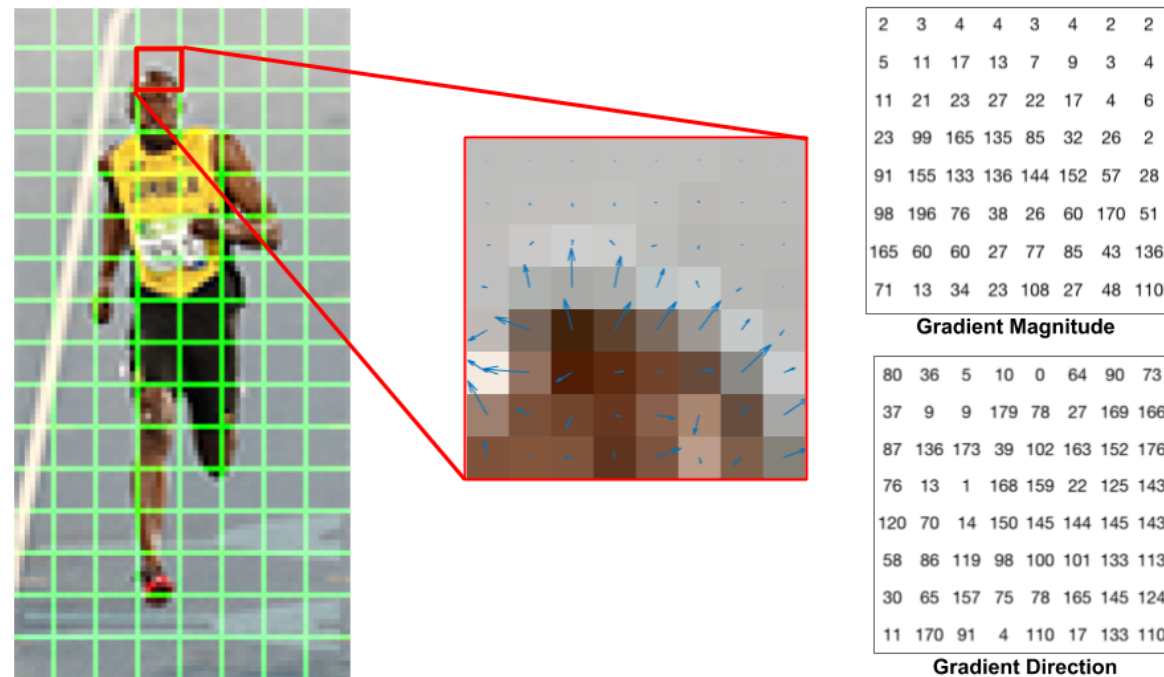 2 3 4 4 3 4 2 2
5 11 17 13 7 9 3 4
11 21 23 27 22 17 4 6
23 99 165 135 85 32 26 2
91 155 133 136 144 152 57 28
98 196 76 38 26 60 170 51
165 60 60 27 77 85 43 136
71 13 34 23 108 27 48 110
Gradient Magnitude
80 36 5 10 0 64 90 73
37 9 9 179 78 27 169 166
87 136 173 39 102 163 152 176
76 13 1 168 159 22 125 143
120 70 14 150 145 144 145 143
58 86 119 98 100 101 133 113
30 65 157 75 78 165 145 124
11 170 91 4 110 17 133 110
Gradient Direction